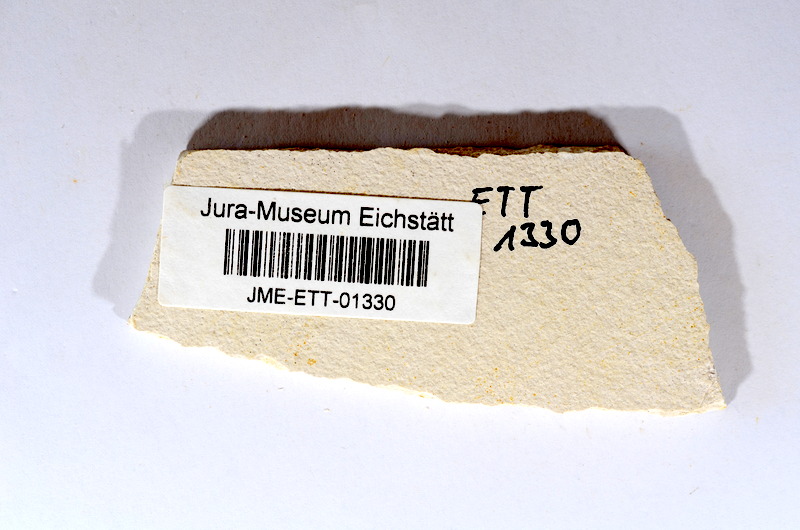 Jura-Museum Eichstätt
JME-ETT-01330
ETT
1330